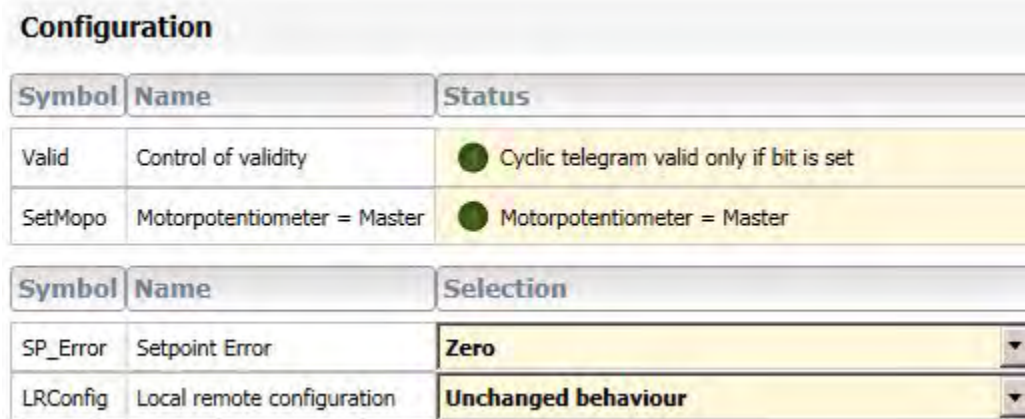 Configuration
Symbol Name Status
Valid Control of validity Cyclic telegram valid only if bit is set
SetMopo Motorpotentiometer = Master Motorpotentiometer = Master
Symbol Name Selection
SP_Error Setpoint Error Zero
LRConfig Local remote configuration Unchanged behaviour